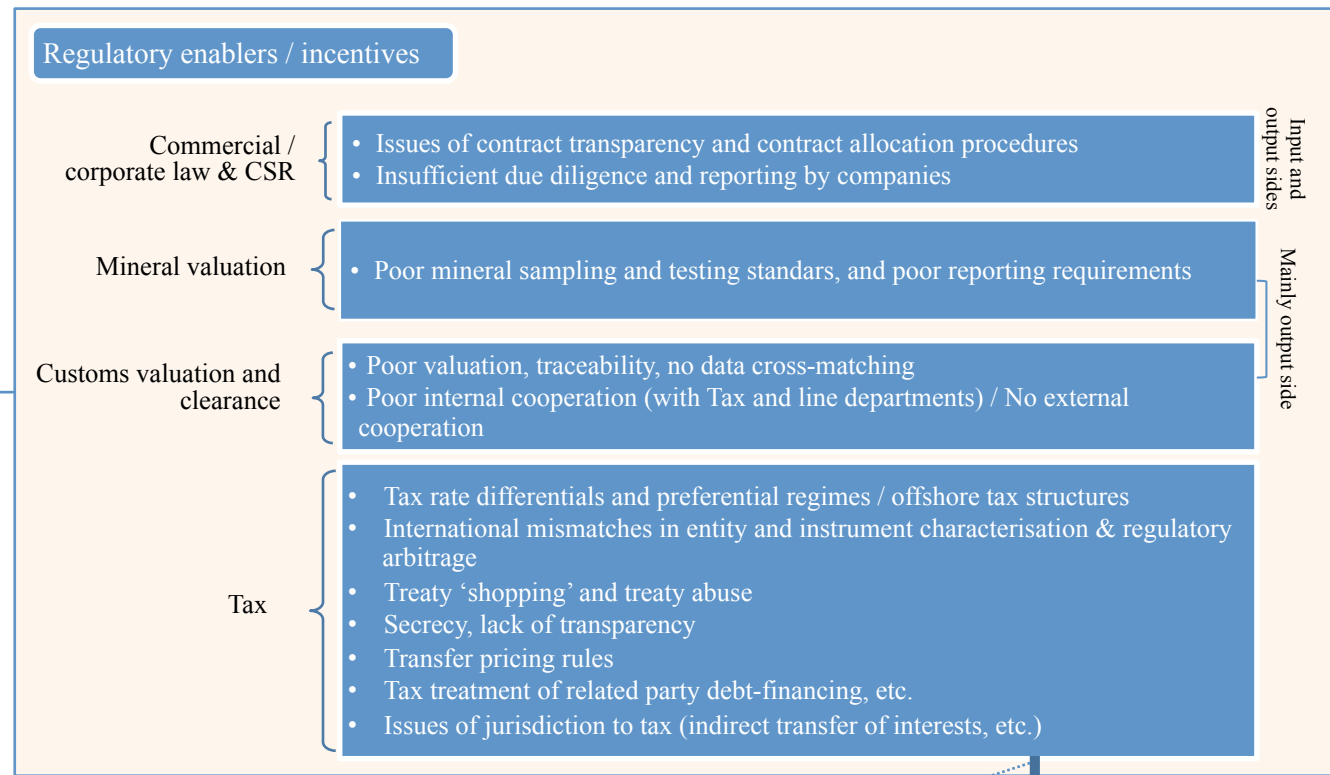 Regulatory enablers / incentives
Commercial /
corporate law & CSR
• Issues of contract transparency and contract allocation procedures
• Insufficient due diligence and reporting by companies
Input and
output sides
Mineral valuation
• Poor mineral sampling and testing standars, and poor reporting requirements
Mainly output side
Customs valuation and
clearance
• Poor valuation, traceability, no data cross-matching
• Poor internal cooperation (with Tax and line departments) / No external
cooperation
Tax
• Tax rate differentials and preferential regimes / offshore tax structures
• International mismatches in entity and instrument characterisation & regulatory
arbitrage
• Treaty ‘shopping’ and treaty abuse
• Secrecy, lack of transparency
• Transfer pricing rules
• Tax treatment of related party debt-financing, etc.
• Issues of jurisdiction to tax (indirect transfer of interests, etc.)